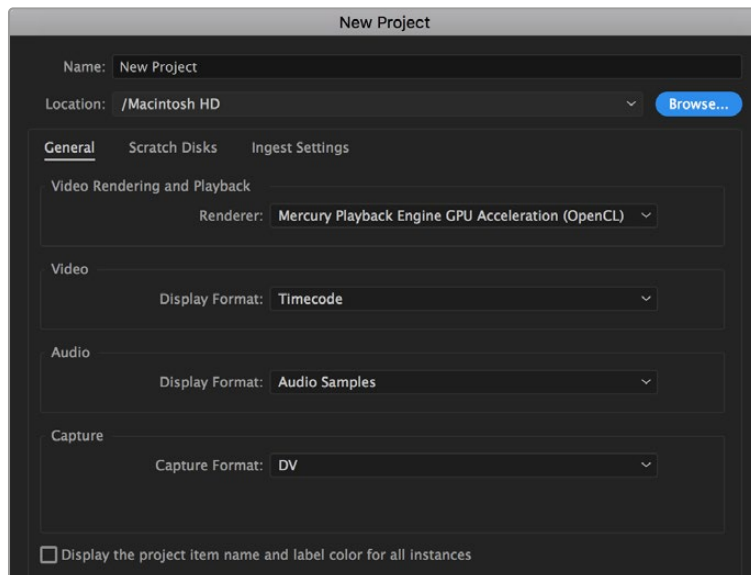 New Project
Name: New Project
Location: /Macintosh HD Browse...
General Scratch Disks Ingest Settings
Video Rendering and Playback
Renderer: Mercury Playback Engine GPU Acceleration (OpenCL)
Video
Display Format: Timecode
Audio
Display Format: Audio Samples
Capture
Capture Format: DV
Display the project item name and label color for all instances